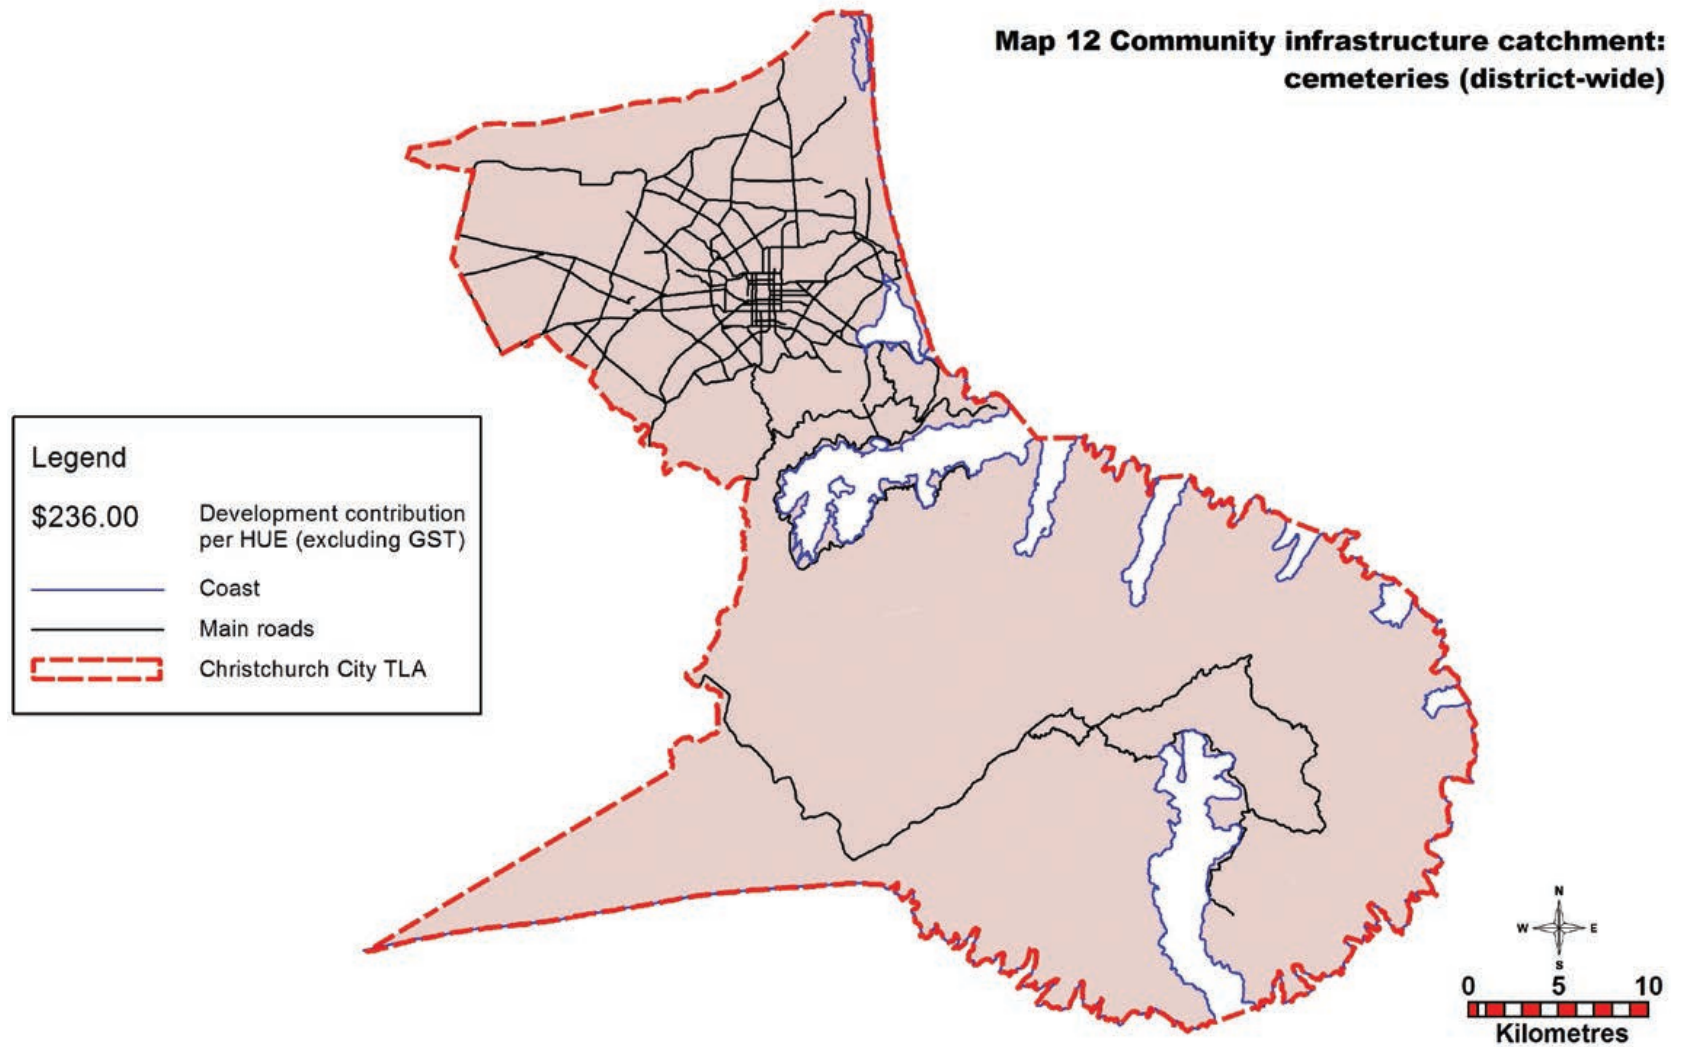 Map 12 Community infrastructure catchment:
cemeteries (district-wide)
Legend
$236.00
Development contribution
per HUE (excluding GST)
Coast
Main roads
Christchurch City TLA
N
W E
S
0 5 10
Kilometres